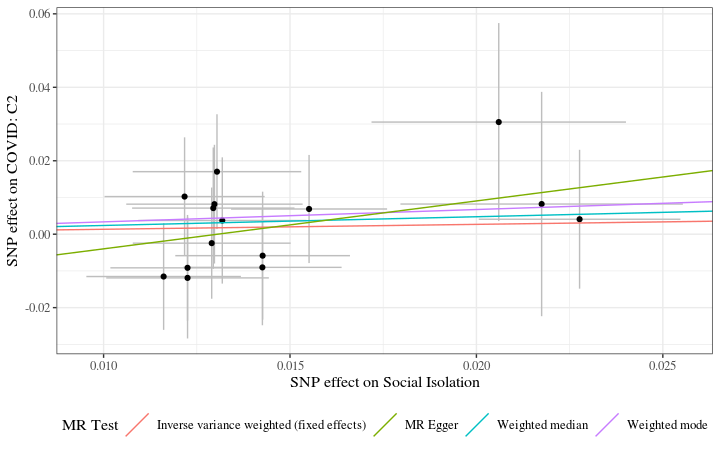 0.06
0.04
0.02
0.00
-0.02
SNP effect on COVID: C2
0.010 0.015 0.020 0.025
SNP effect on Social Isolation
MR Test Inverse variance weighted (fixed effects) MR Egger Weighted median Weighted mode